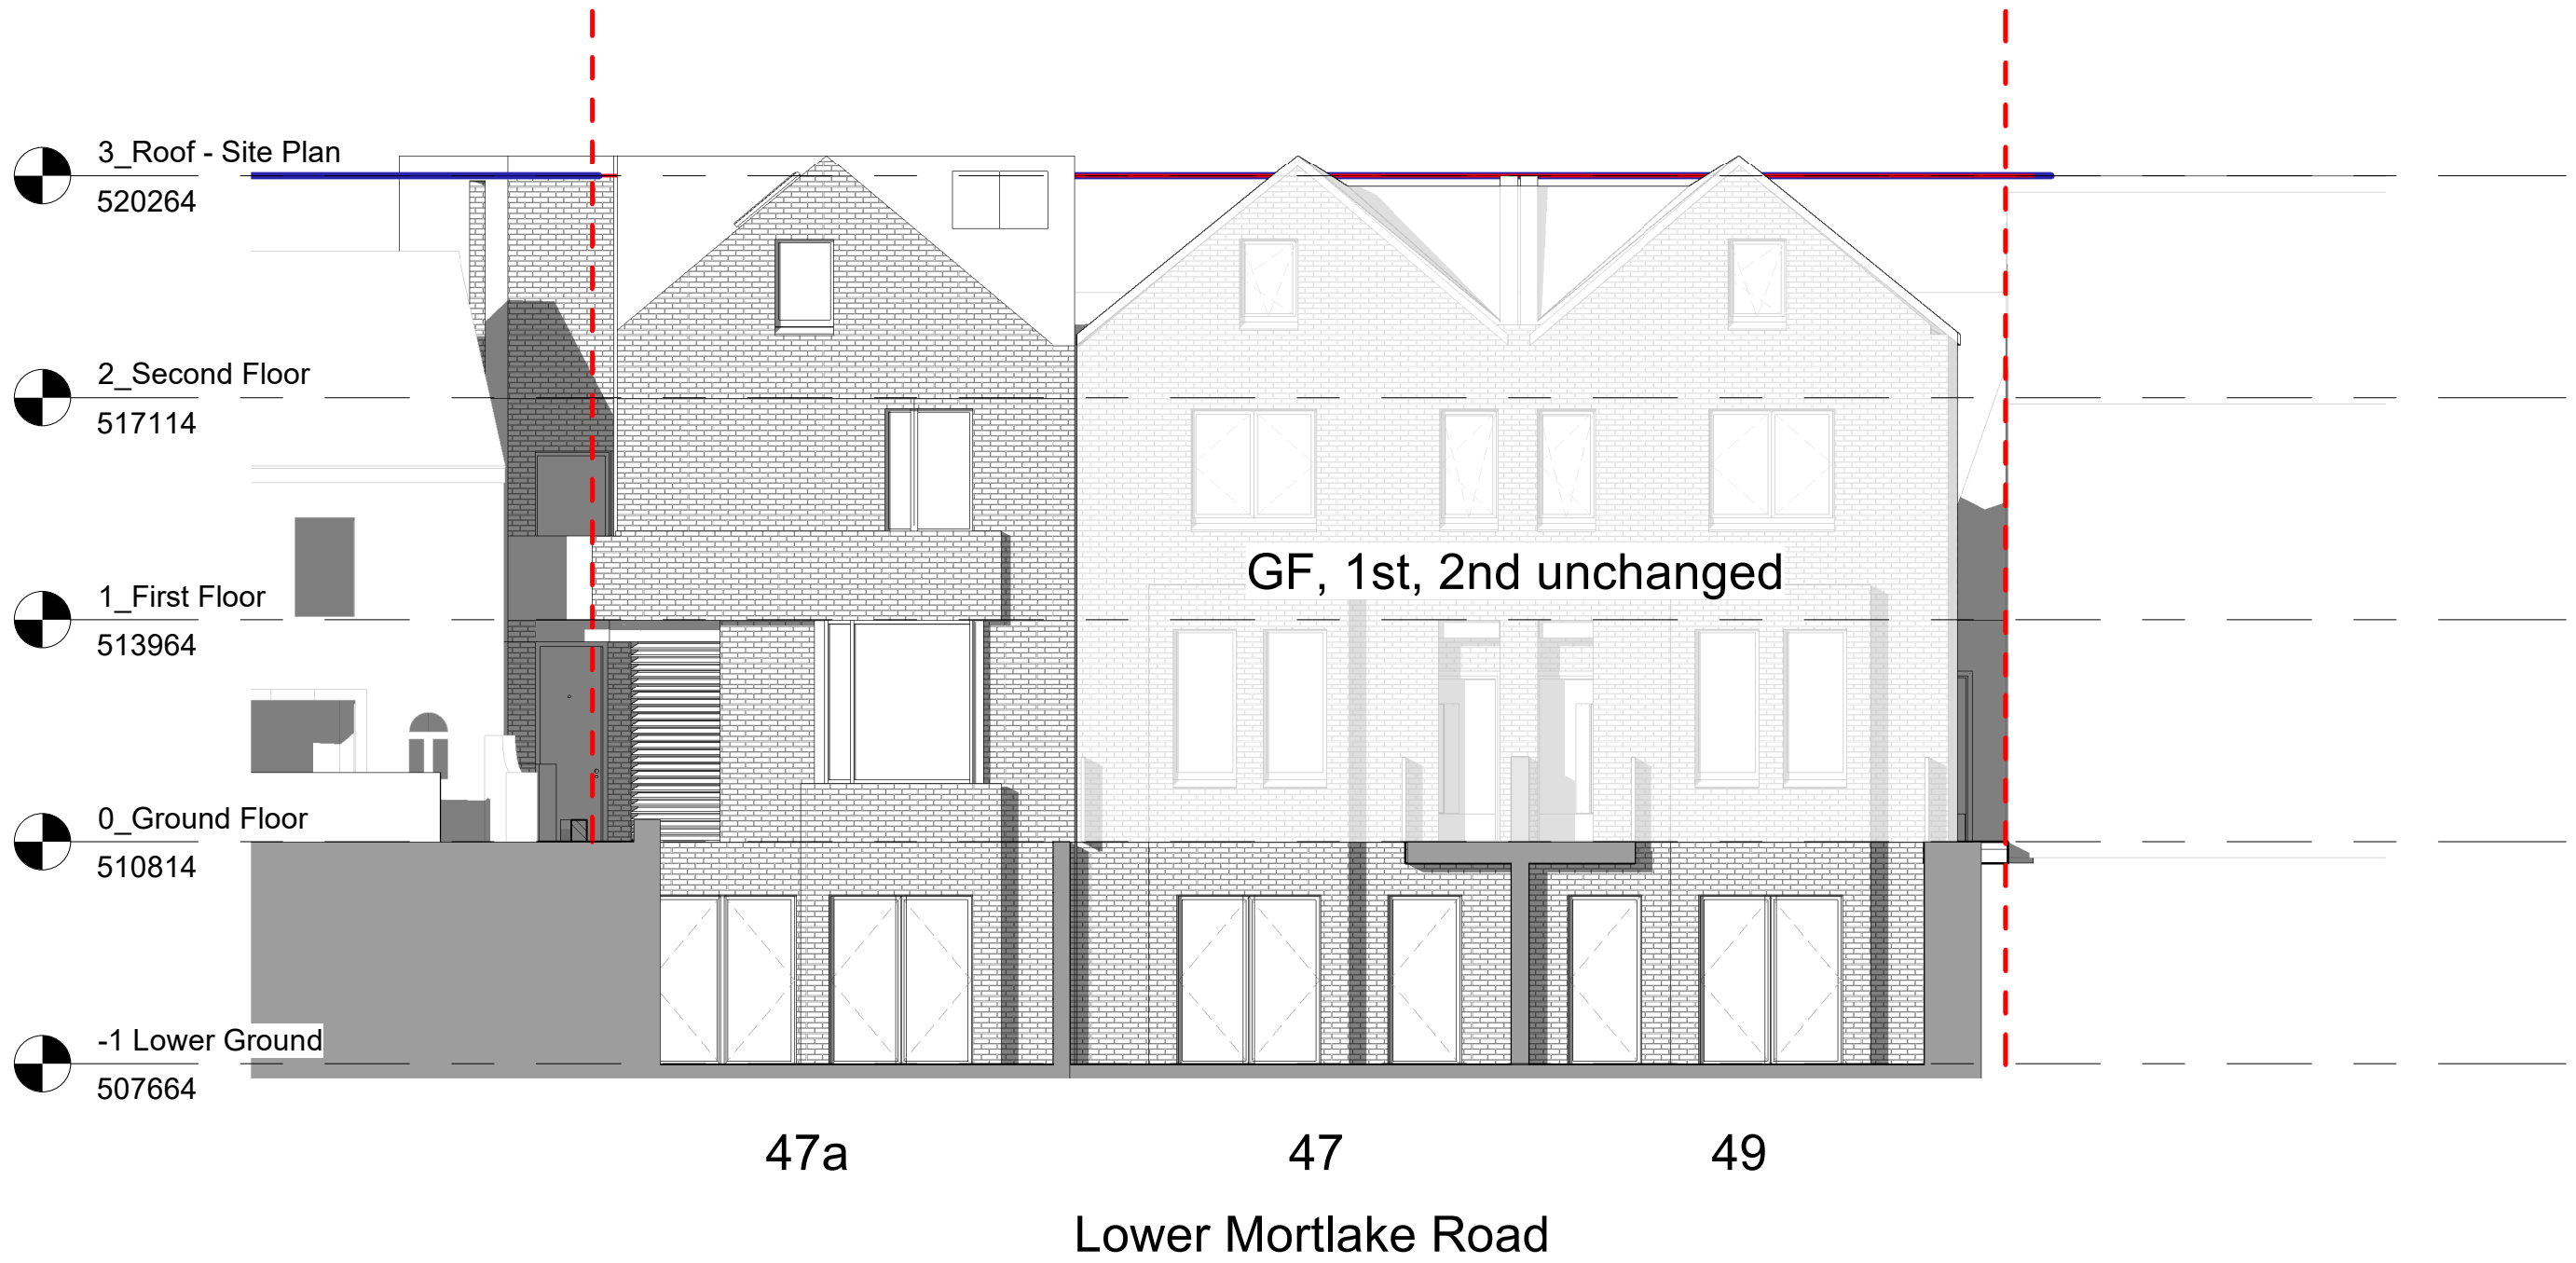 3_Roof - Site Plan
520264
2_Second Floor
517114
GF, 1st, 2nd unchanged
1_First Floor
513964
0_Ground Floor
510814
-1 Lower Ground
507664
47a
47
49
Lower Mortlake Road